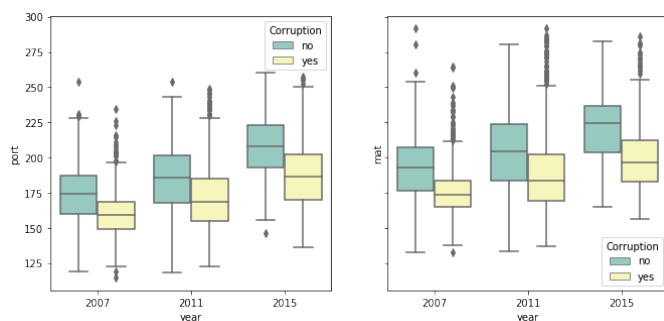 300
275
250
225
200
175
150
125
port
2007
2011
2015
year
Corruption
no
yes
mat
2007
2011
2015
year
Corruption
no
yes